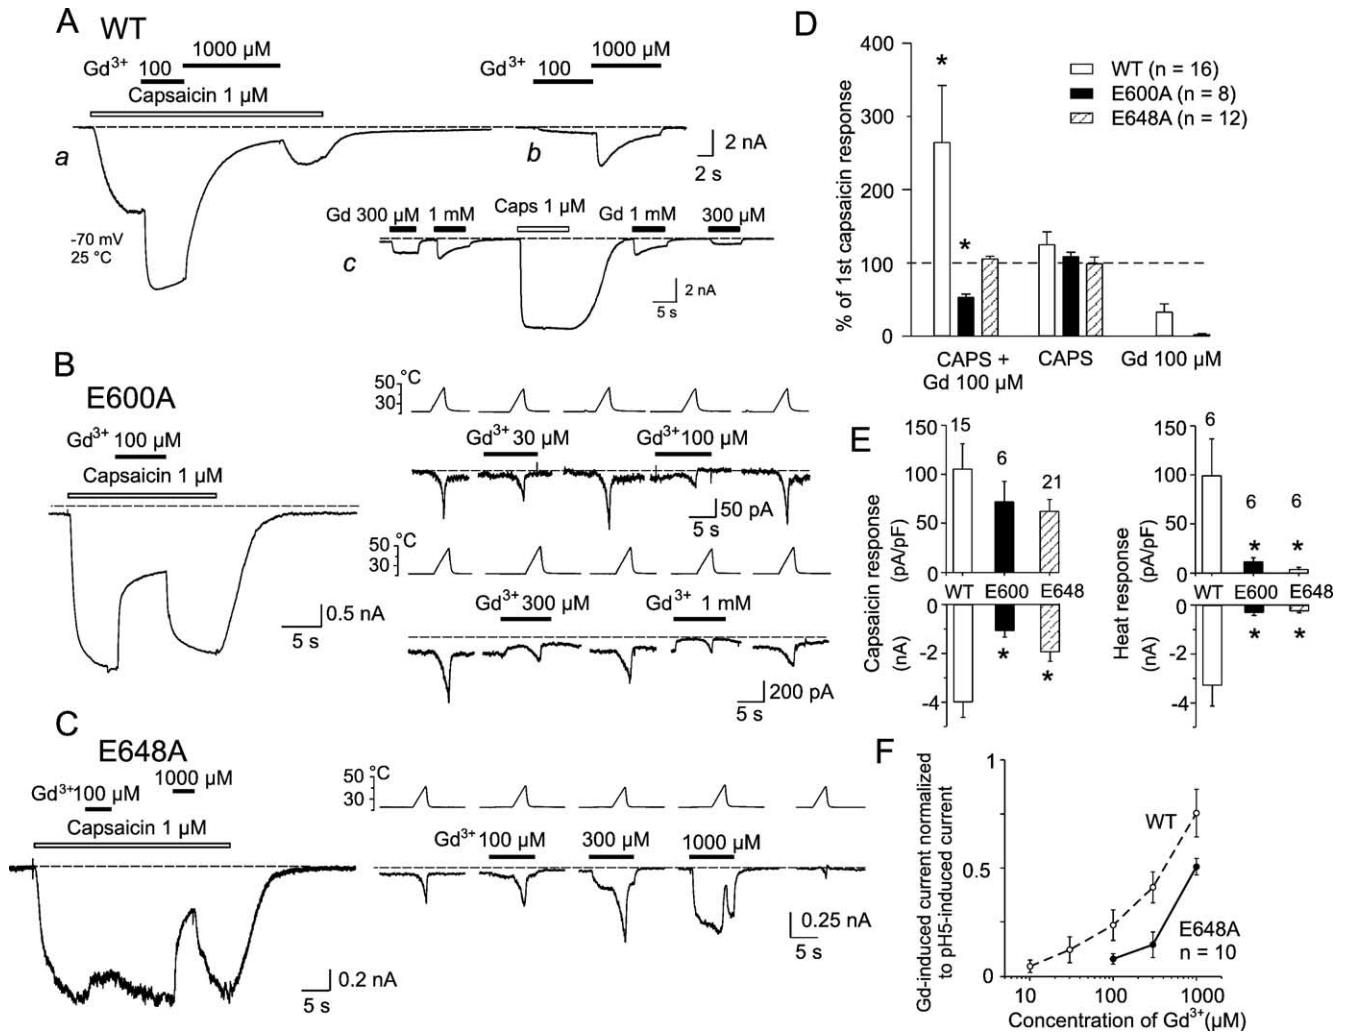 A WT
1000 µM
Gd3+ 100
Capsaicin 1 µM
a
-70 mV
25 °C
1000 µM
Gd3+ 100
b
2 nA
2 s
Gd 300 µM 1 mM Caps 1 µM Gd 1 mM 300 µM
c
2 nA
5 s
B
E600A
Gd3+ 100 µM
Capsaicin 1 µM
0.5 nA
5 s
50 °C
30
Gd3+ 30 µM Gd3+ 100 µM
50 pA
5 s
50 °C
30
Gd3+ 300 µM Gd3+ 1 mM
200 pA
5 s
C
E648A
1000 µM
Gd3+ 100 µM
Capsaicin 1 µM
0.2 nA
5 s
50 °C
30
Gd3+ 100 µM 300 µM 1000 µM
0.25 nA
5 s
D
% of 1st capsaicin response
400
300
200
100
0
* *
WT (n = 16)
E600A (n = 8)
E648A (n = 12)
CAPS + CAPS Gd 100 µM
Gd 100 µM
E
Capsaicin response
(nA) (pA/pF)
150
100
50
0
15 6 21
WT E600 E648
0
-2
-4
* *
Heat response
(nA) (pA/pF)
150
100
50
0
6 6 6
* *
WT E600 E648
0
-2
-4
* *
F
Gd-induced current normalized
to pH5-induced current
1
0.5
0
WT
E648A
n = 10
10 100 1000
Concentration of Gd3+(µM)